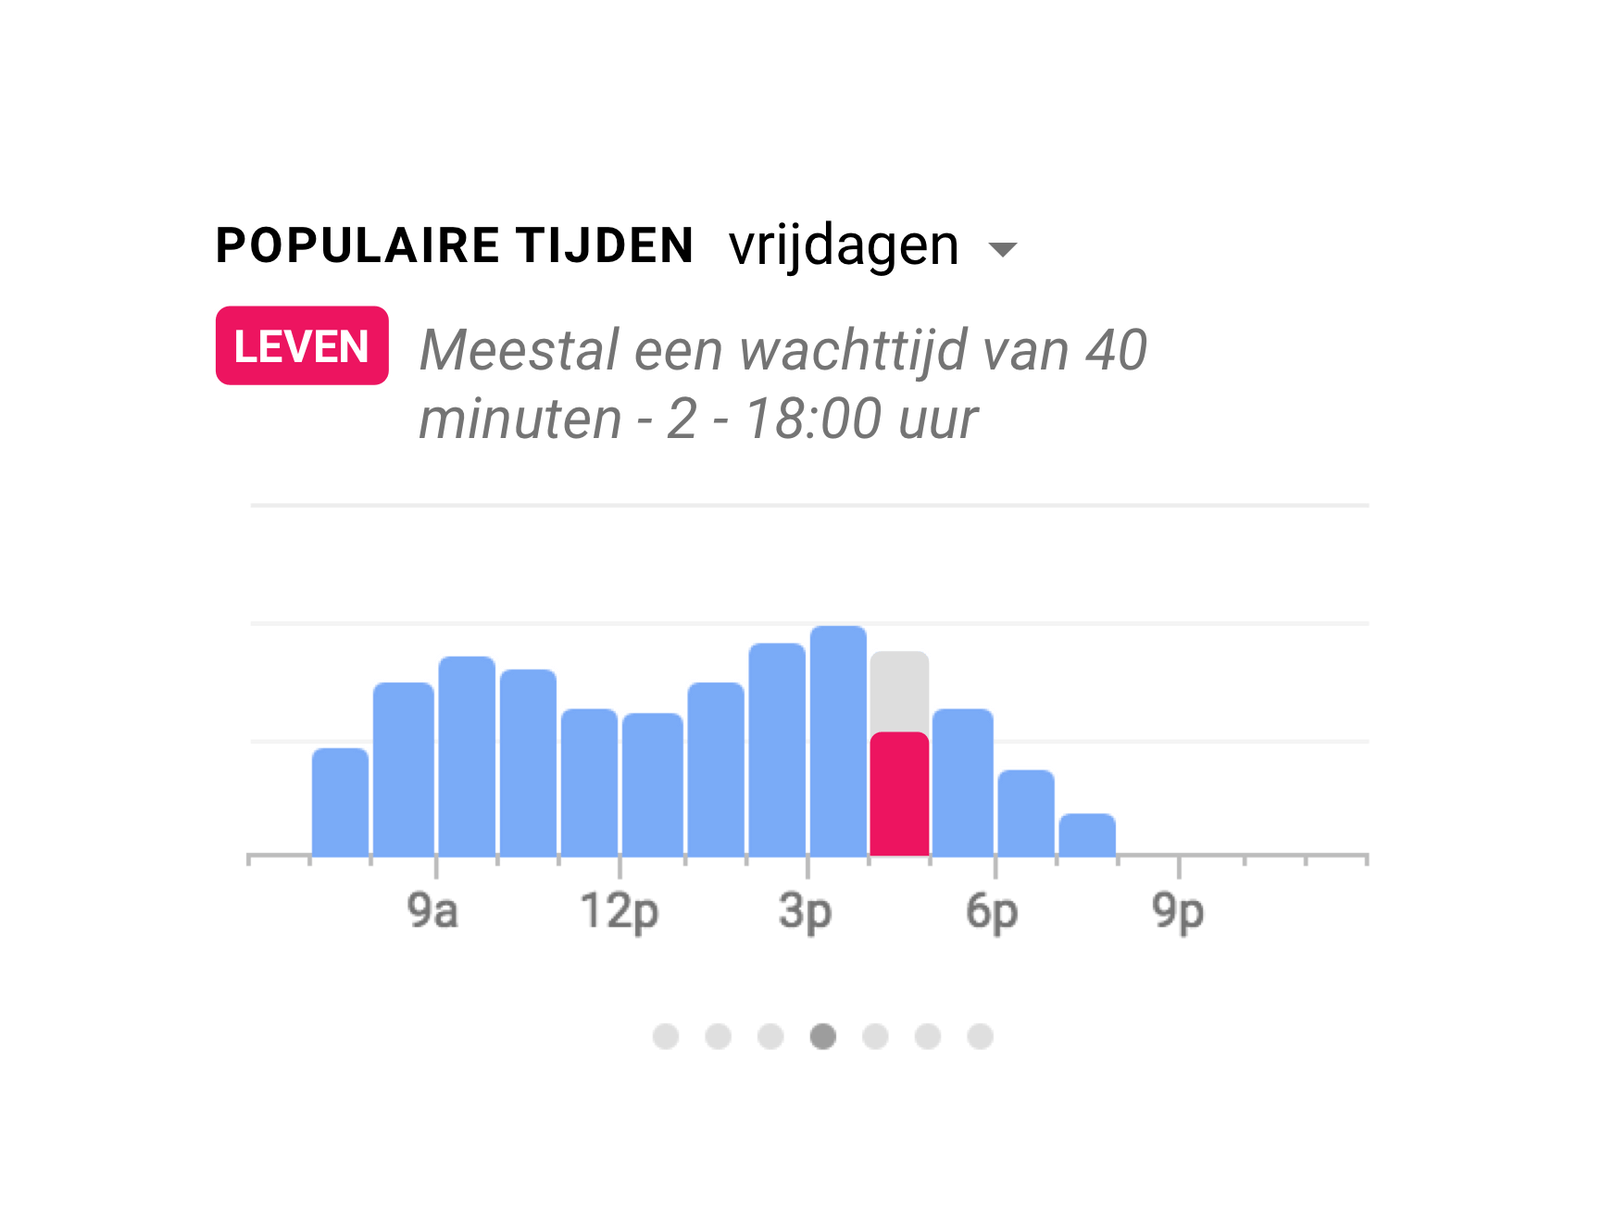 POPULAIRE TIJDEN vrijdagen
LEVEN Meestal een wachttijd van 40
minuten - 2 - 18:00 uur
9a 12p 3p 6p 9p